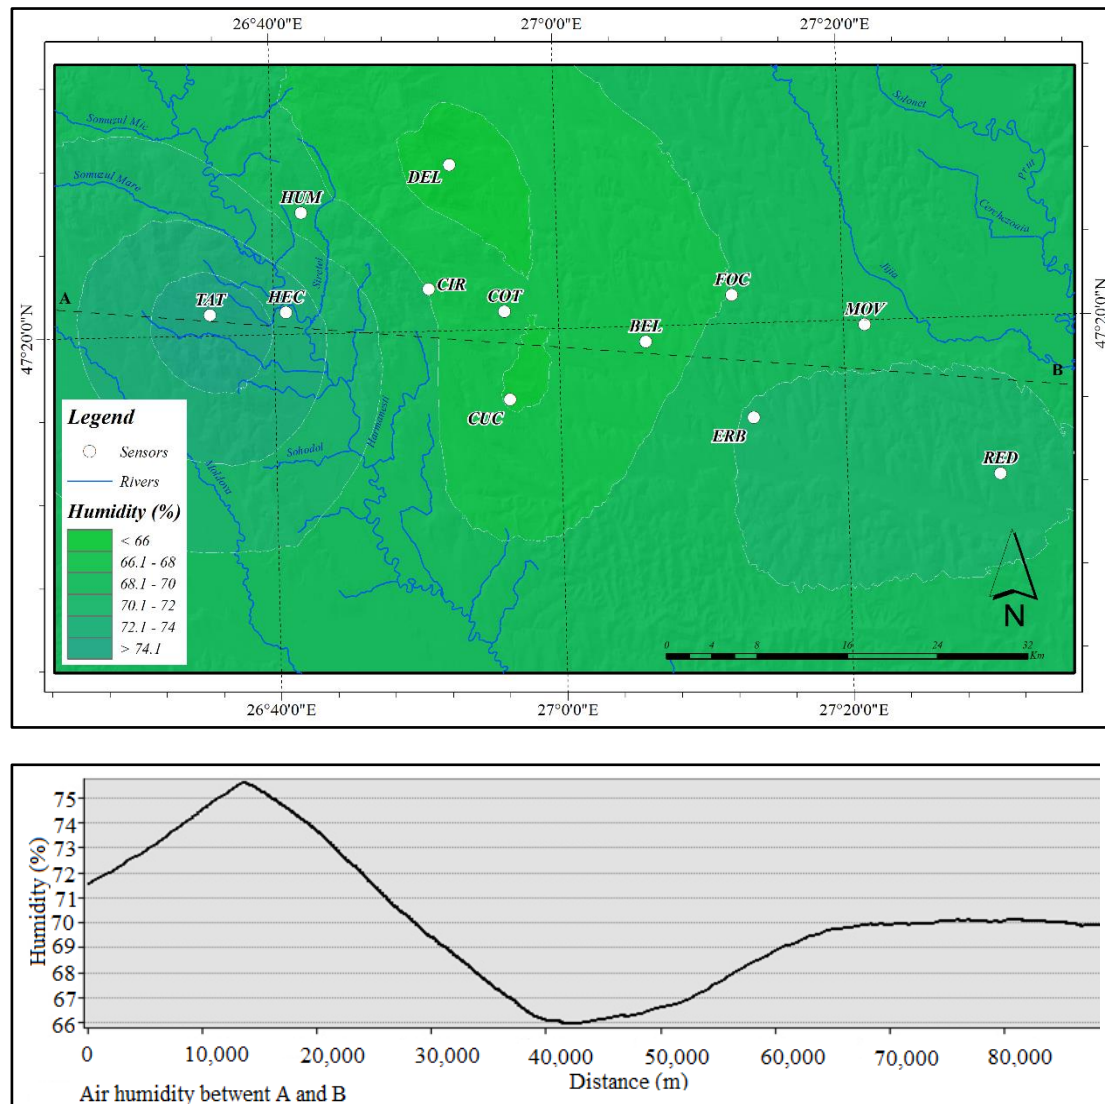 26°40'0"E 27°0'0"E 27°20'0"E
Solonet
Somuzul Mic
Prut
Somuzul Mare
DEL
HUM
Cerchezoaia
Siretel
Jijia
A TAT HEC CIR COT FOC
MOV
BEL
47°20'0"N 47°20'0"N
B
CUC
ERB
RED
Harmanesii
Sohodol
Moldova
Legend
Sensors
Rivers
Humidity (%)
< 66
66.1 - 68
68.1 - 70
70.1 - 72
72.1 - 74
> 74.1
N
0 4 8 16 24 32
Km
26°40'0"E 27°0'0"E 27°20'0"E
Humidity (%)
75
74
73
72
71
70
69
68
67
66
0 10,000 20,000 30,000 40,000 50,000 60,000 70,000 80,000
Distance (m)
Air humidity betwent A and B